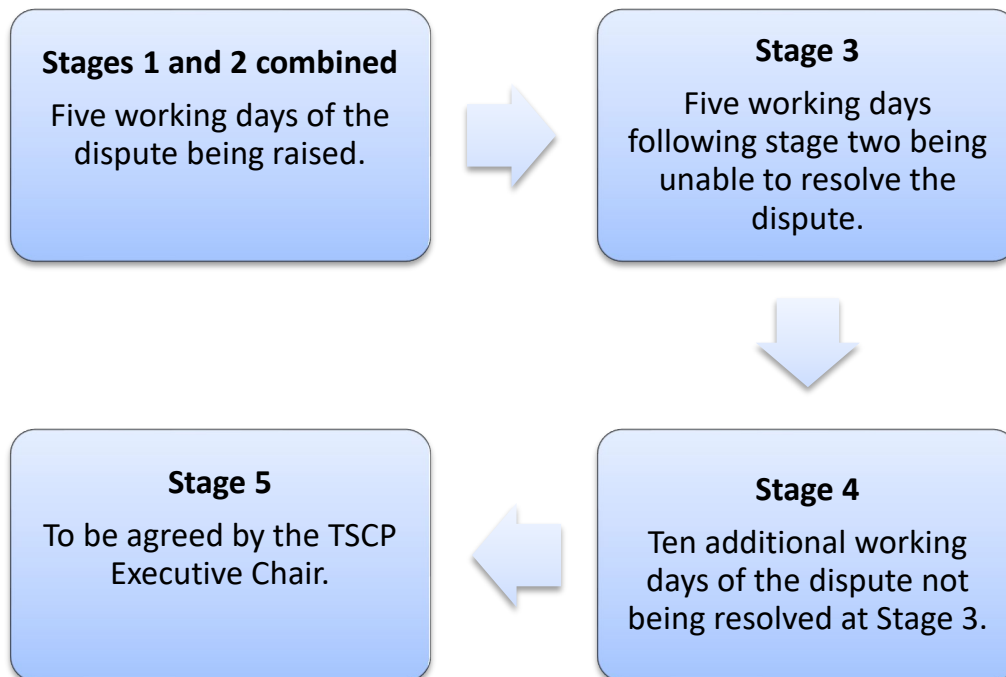 Stages 1 and 2 combined
Five working days of the
dispute being raised.
Stage 3
Five working days
following stage two being
unable to resolve the
dispute.
Stage 4
Ten additional working
days of the dispute not
being resolved at Stage 3.
Stage 5
To be agreed by the TSCP
Executive Chair.